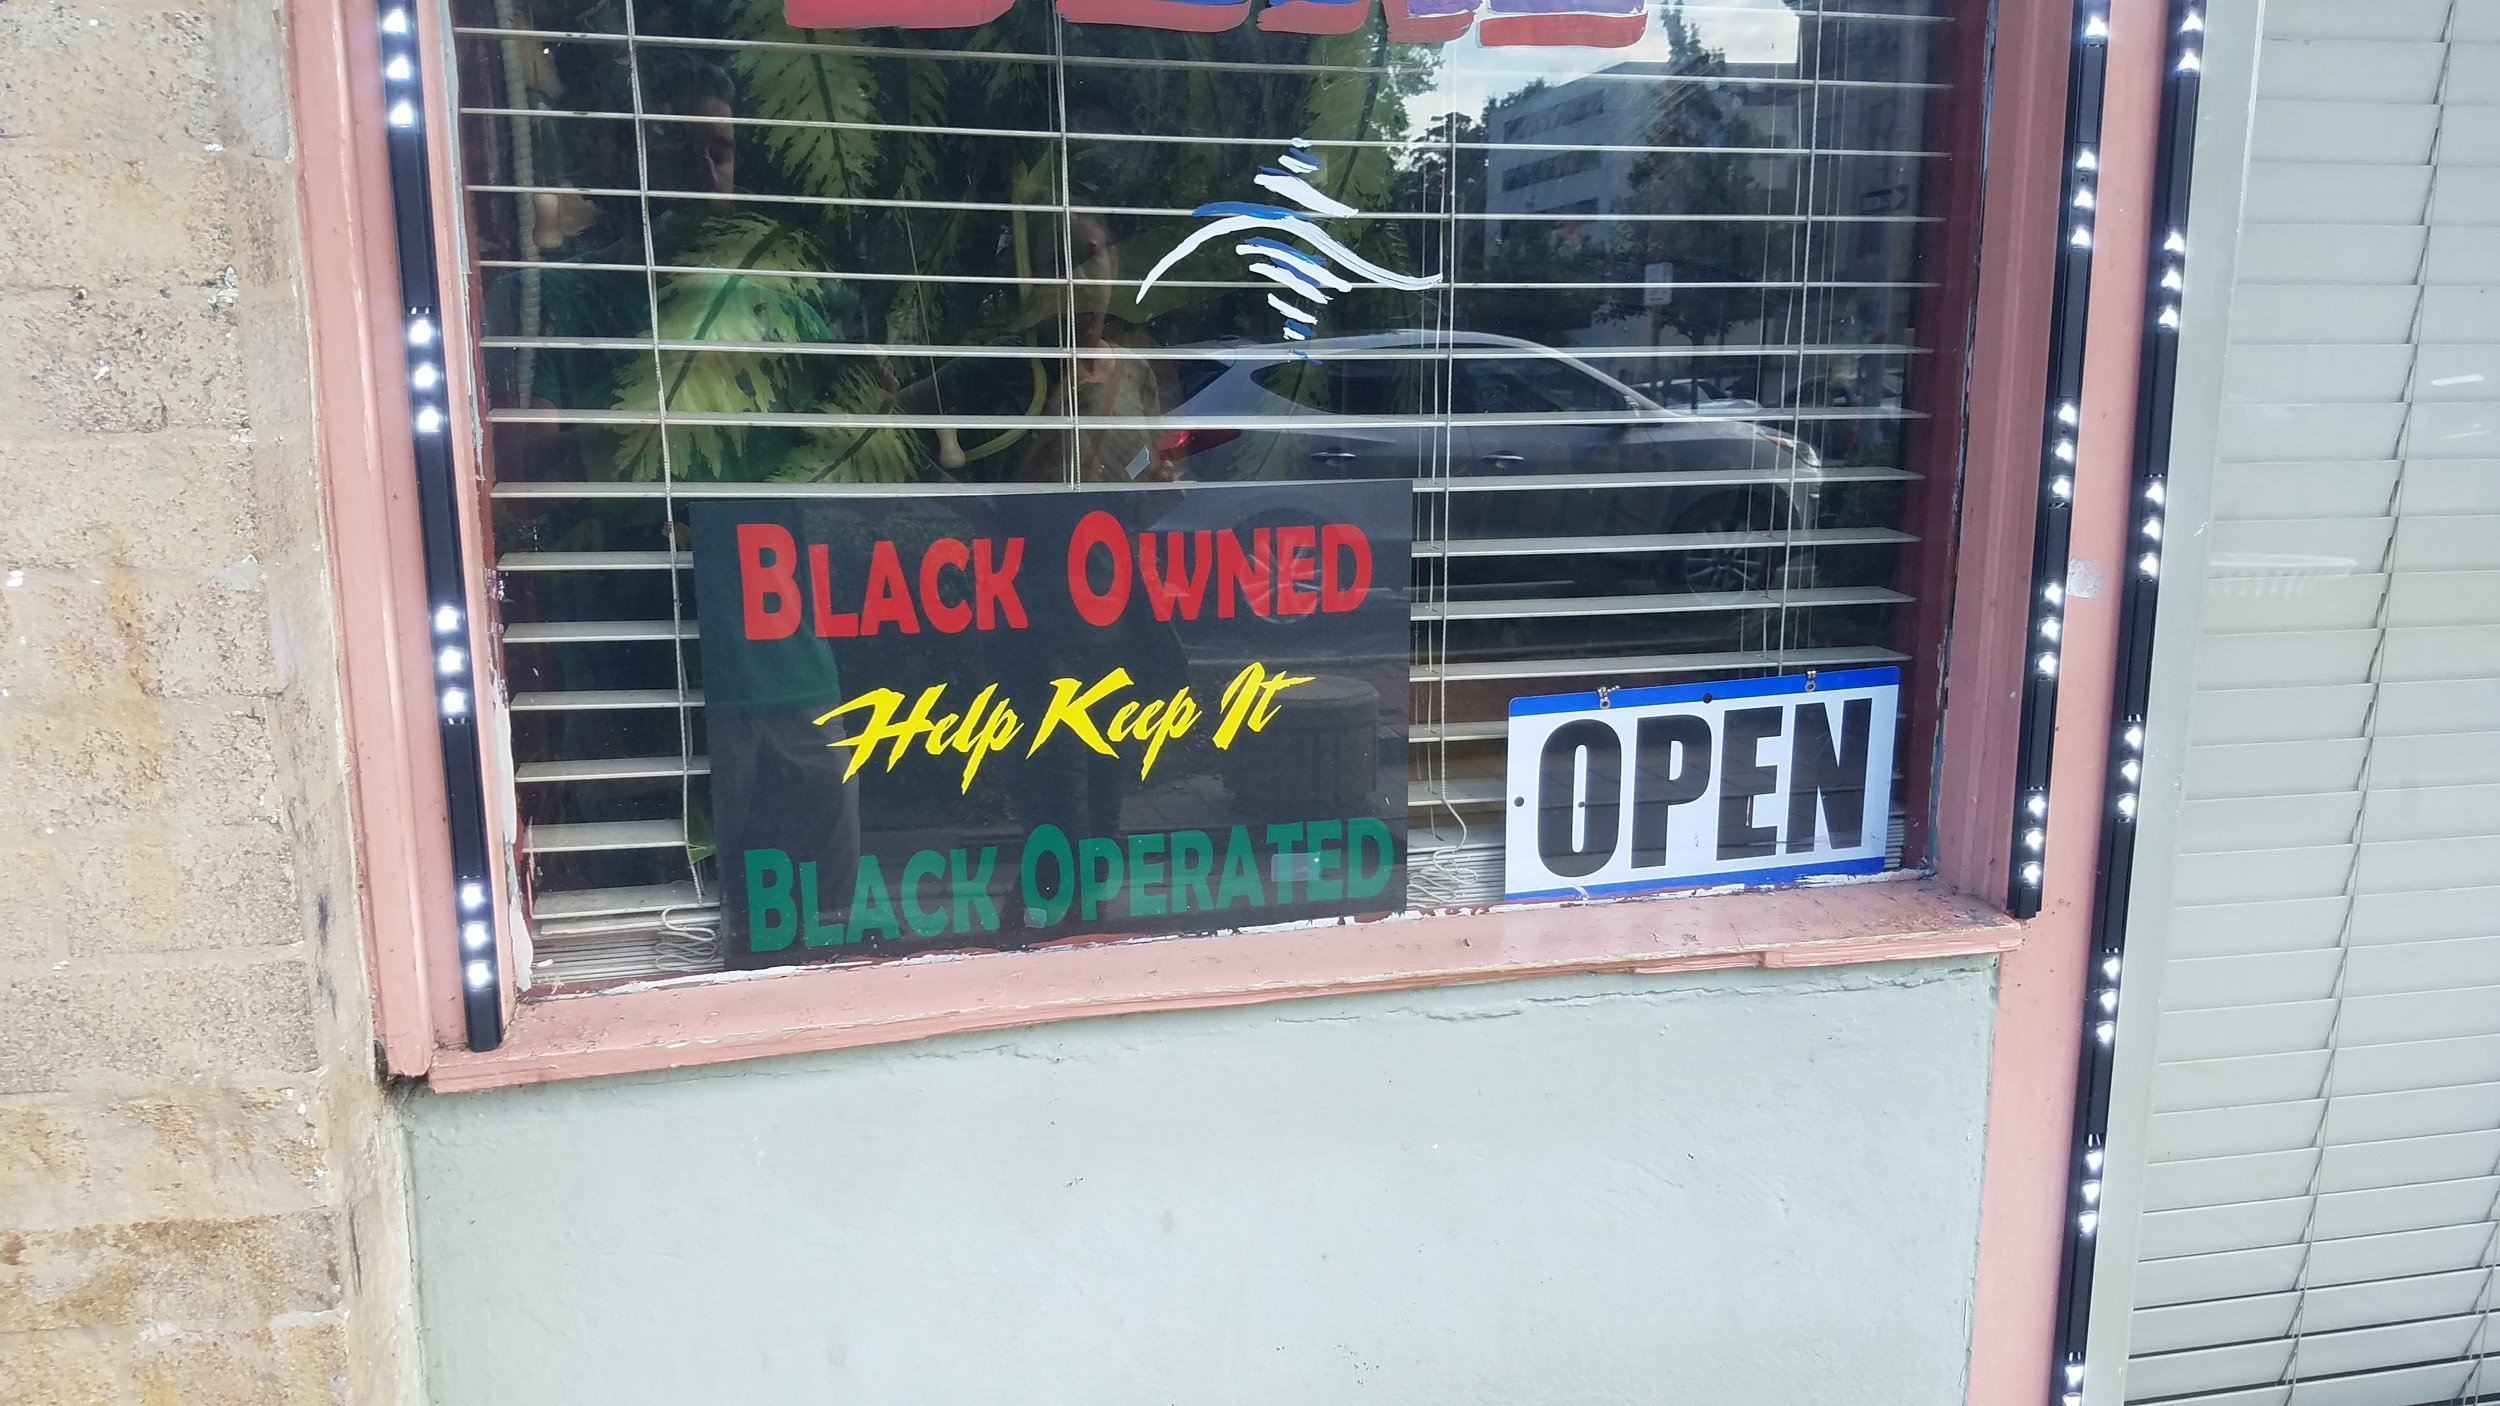 BLACK OWNED
Help Keep It
BLACK OPERATED
OPEN